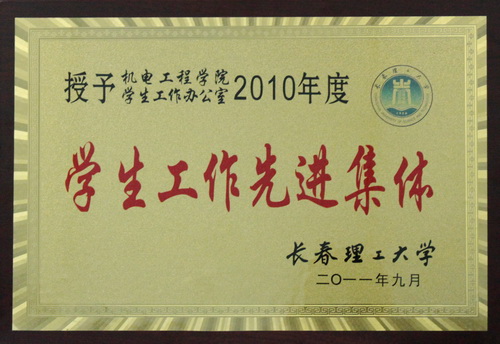 授予 机电工程学院 学生工作办公室 2010年度
学生工作先进集体
长春理工大学
二〇一一年九月